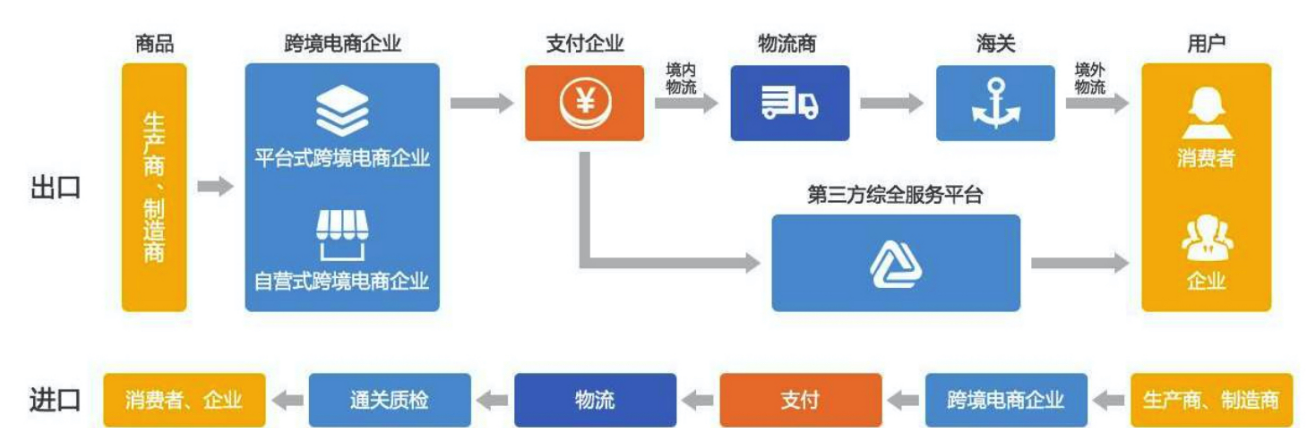 商品
跨境电商企业
支付企业
物流商
海关
用户
境内
物流
境外
物流
出口
生产商、制造商
平台式跨境电商企业
自营式跨境电商企业
¥
消费者
企业
第三方综全服务平台
进口
消费者、企业
通关质检
物流
支付
跨境电商企业
生产商、制造商